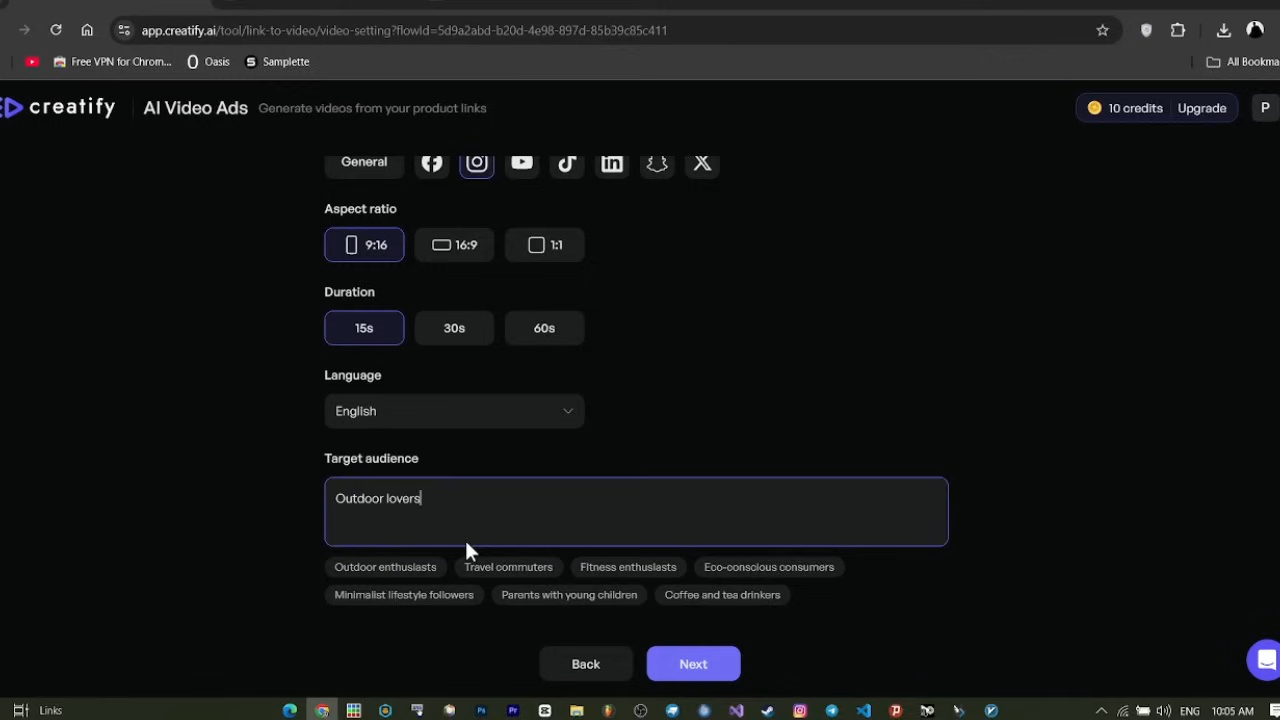 app.creatify.ai/tool/link-to-video/video-setting?flowId=5d9a2abd-b20d-4e98-897d-85b39c85c411
Free VPN for Chrom... Oasis Samplette All Bookma
creatify AI Video Ads Generate videos from your product links 10 credits Upgrade P
General
Aspect ratio
9:16 16:9 1:1
Duration
15s 30s 60s
Language
English
Target audience
Outdoor lovers
Outdoor enthusiasts Travel commuters Fitness enthusiasts Eco-conscious consumers
Minimalist lifestyle followers Parents with young children Coffee and tea drinkers
Back Next
Links ENG 10:05 AM